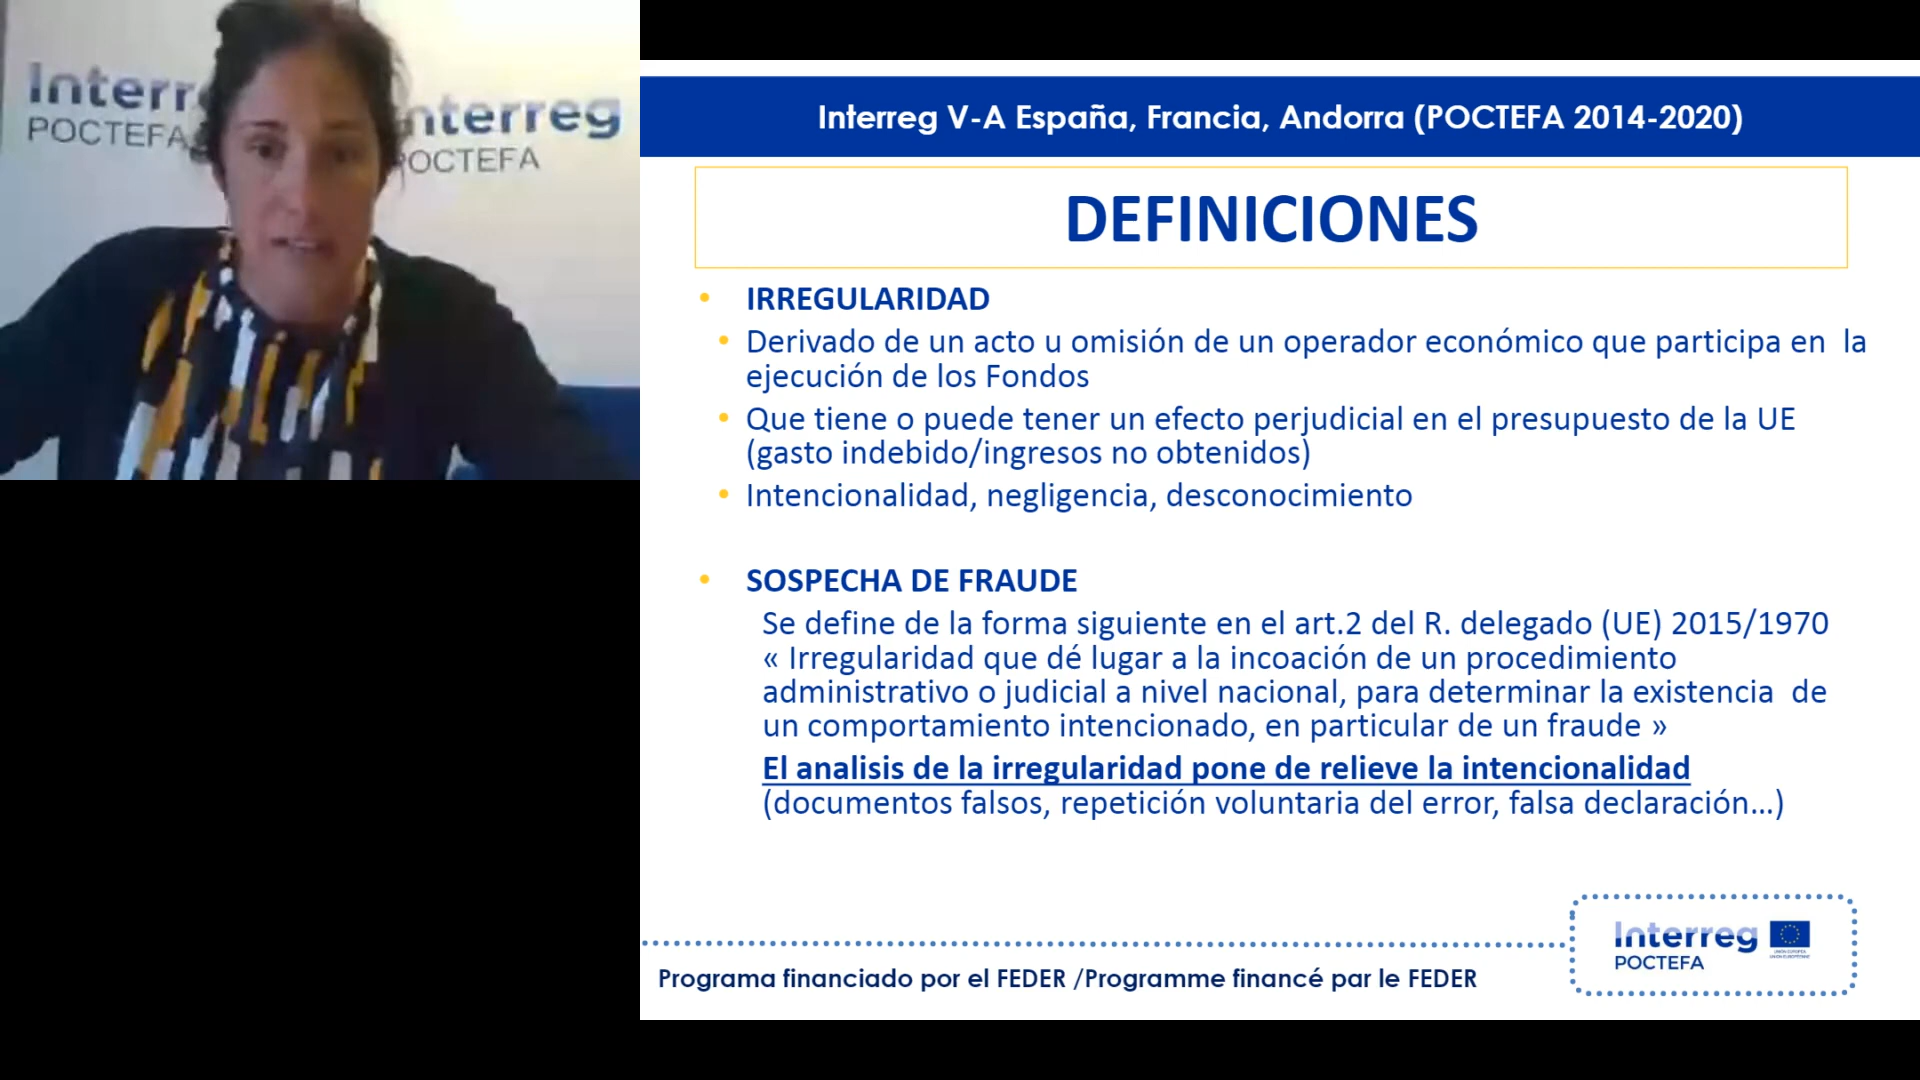 Interr
POCTEFA
nterreg
POCTEFA
Interreg V-A España, Francia, Andorra (POCTEFA 2014-2020)
DEFINICIONES
• IRREGULARIDAD
• Derivado de un acto u omisión de un operador económico que participa en la
ejecución de los Fondos
• Que tiene o puede tener un efecto perjudicial en el presupuesto de la UE
(gasto indebido/ingresos no obtenidos)
• Intencionalidad, negligencia, desconocimiento
• SOSPECHA DE FRAUDE
Se define de la forma siguiente en el art.2 del R. delegado (UE) 2015/1970
« Irregularidad que dé lugar a la incoación de un procedimiento
administrativo o judicial a nivel nacional, para determinar la existencia de
un comportamiento intencionado, en particular de un fraude »
El analisis de la irregularidad pone de relieve la intencionalidad
(documentos falsos, repetición voluntaria del error, falsa declaración...)
Interreg
POCTEFA
Programa financiado por el FEDER /Programme financé par le FEDER